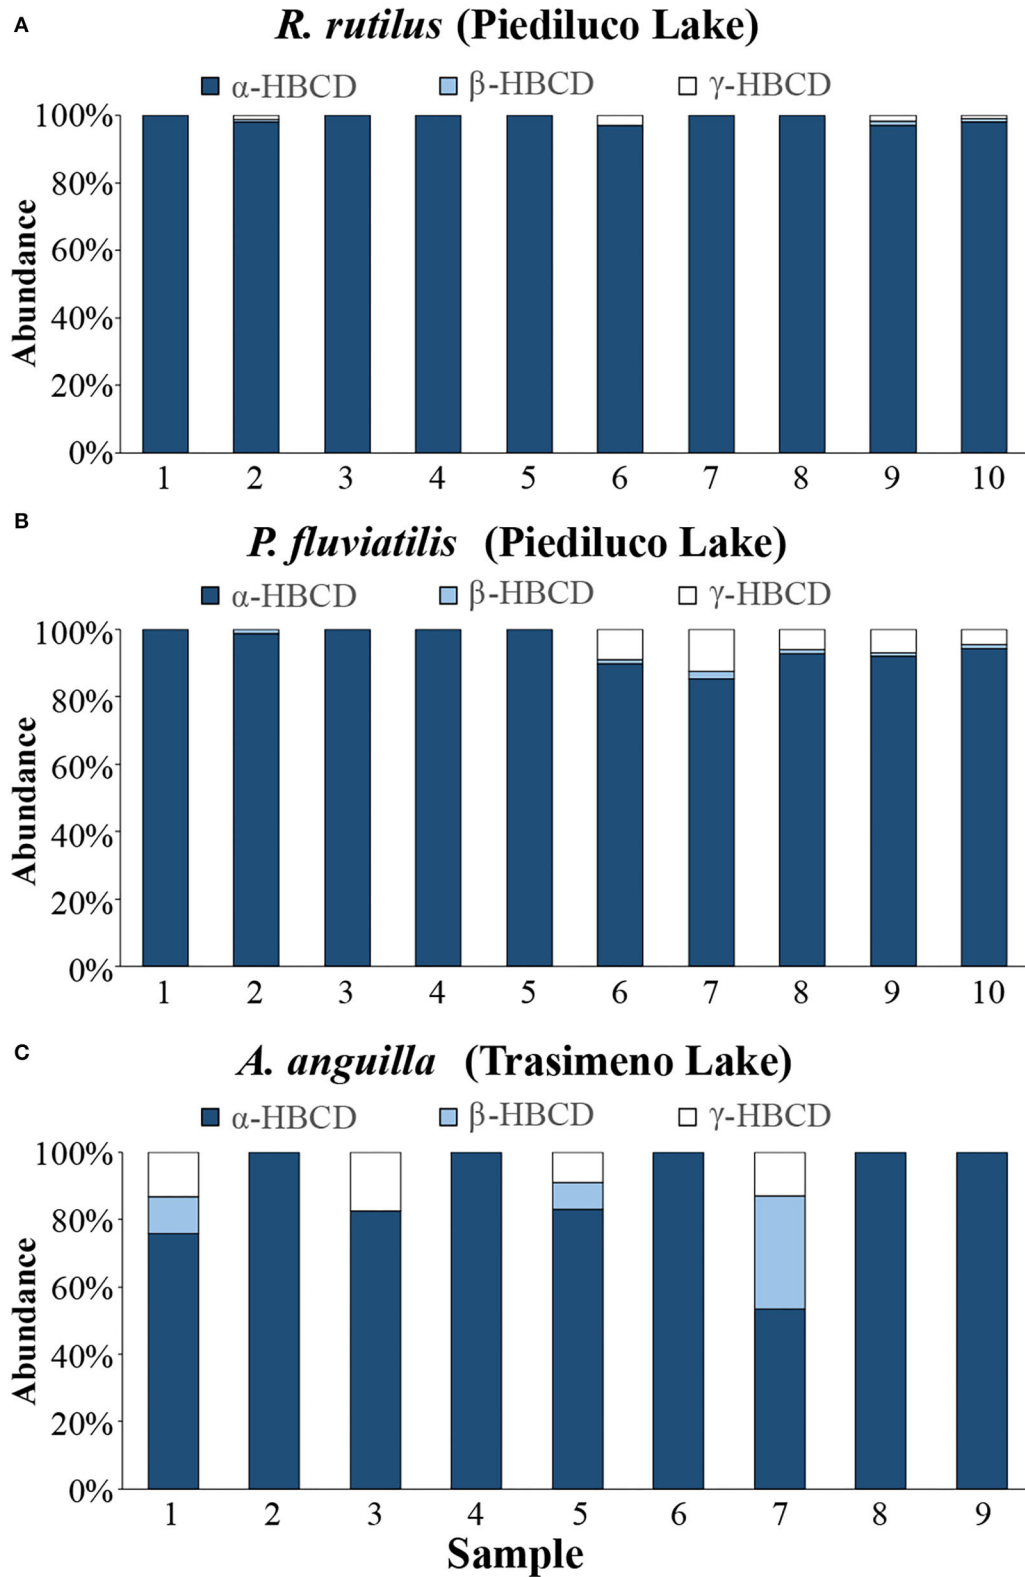 A
R. rutilus (Piediluco Lake)
α-HBCD β-HBCD γ-HBCD
Abundance
100%
80%
60%
40%
20%
0%
1 2 3 4 5 6 7 8 9 10
B
P. fluviatilis (Piediluco Lake)
α-HBCD β-HBCD γ-HBCD
Abundance
100%
80%
60%
40%
20%
0%
1 2 3 4 5 6 7 8 9 10
C
A. anguilla (Trasimeno Lake)
α-HBCD β-HBCD γ-HBCD
Abundance
100%
80%
60%
40%
20%
0%
1 2 3 4 5 6 7 8 9
Sample